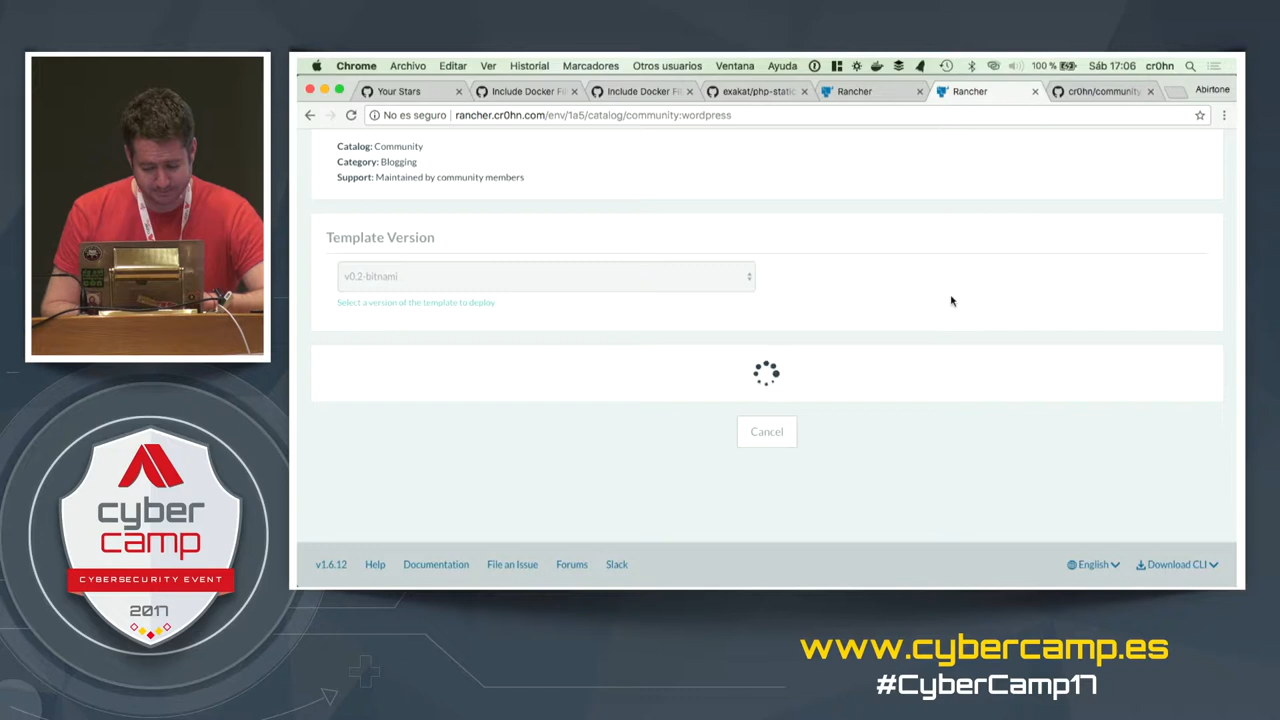 Chrome Archivo Editar Ver Historial Marcadores Otros usuarios Ventana Ayuda 100 % Sáb 17:06 cr0hn
Your Stars Include Docker Fil Include Docker Fil exakat/php-static Rancher Rancher cr0hn/community Abirtone
No es seguro rancher.cr0hn.com/env/1a5/catalog/community:wordpress
Catalog: Community
Category: Blogging
Support: Maintained by community members
Template Version
v0.2-bitnami
Select a version of the template to deploy
Cancel
v1.6.12 Help Documentation File an Issue Forums Slack English Download CLI
cyber
camp
CYBERSECURITY EVENT
2017
www.cybercamp.es
#CyberCamp17